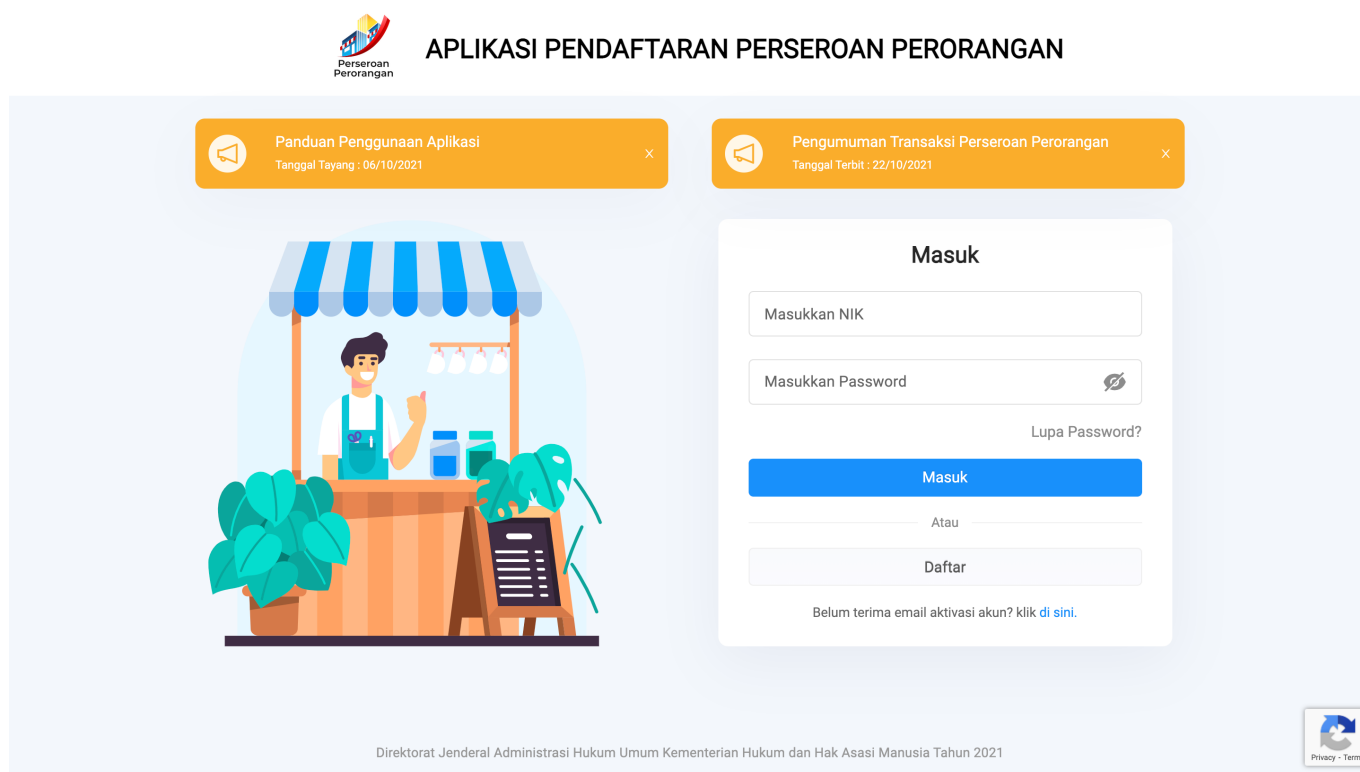 Perseroan
Perorangan
APLIKASI PENDAFTARAN PERSEROAN PERORANGAN
Panduan Penggunaan Aplikasi
Tanggal Tayang : 06/10/2021
x
Pengumuman Transaksi Perseroan Perorangan
Tanggal Terbit : 22/10/2021
x
Masuk
Masukkan NIK
Masukkan Password
Lupa Password?
Masuk
Atau
Daftar
Belum terima email aktivasi akun? klik di sini.
Direktorat Jenderal Administrasi Hukum Umum Kementerian Hukum dan Hak Asasi Manusia Tahun 2021
Privacy - Term